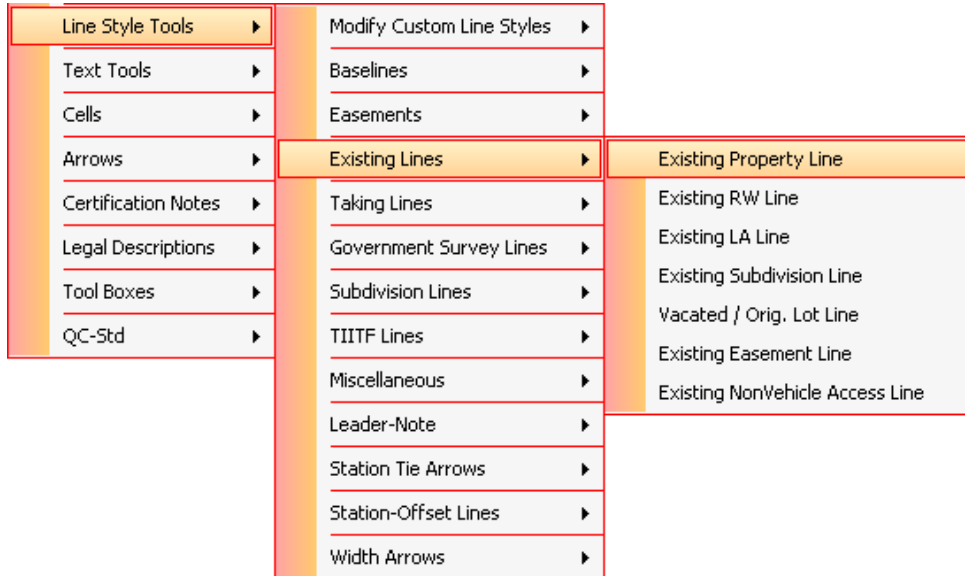 Line Style Tools
Text Tools
Cells
Arrows
Certification Notes
Legal Descriptions
Tool Boxes
QC-Std
Modify Custom Line Styles
Baselines
Easements
Existing Lines
Taking Lines
Government Survey Lines
Subdivision Lines
TIITF Lines
Miscellaneous
Leader-Note
Station Tie Arrows
Station-Offset Lines
Width Arrows
Existing Property Line
Existing RW Line
Existing LA Line
Existing Subdivision Line
Vacated / Orig. Lot Line
Existing Easement Line
Existing NonVehicle Access Line